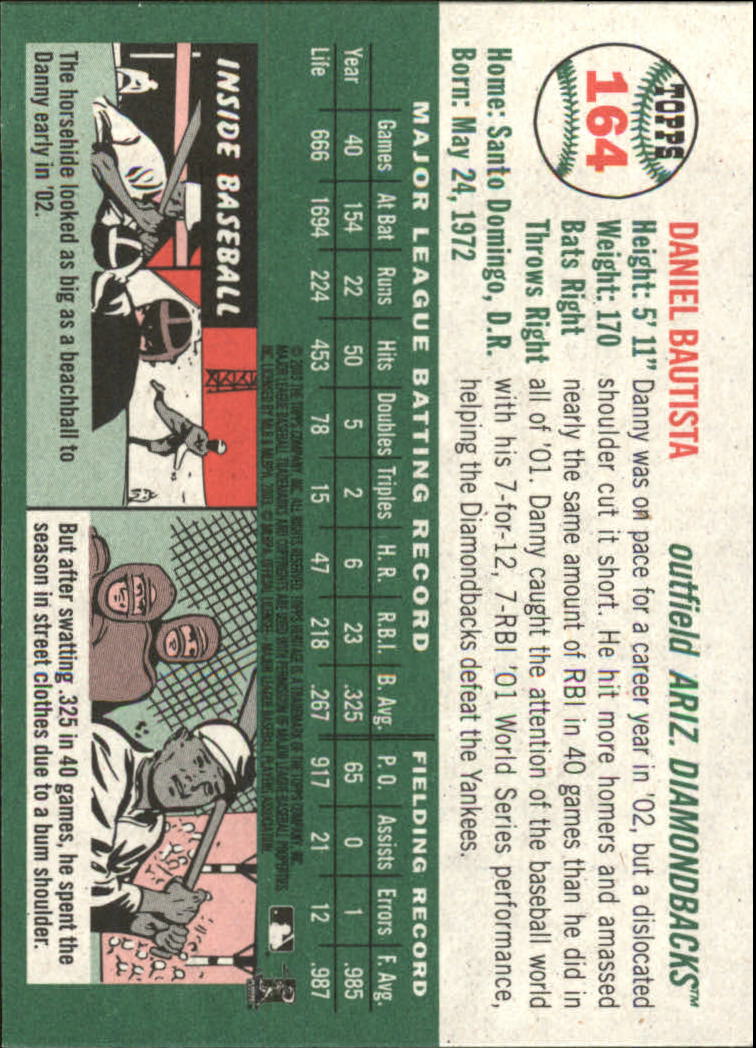 TOPPS
164
DANIEL BAUTISTA
outfield ARIZ. DIAMONDBACKS™
Height: 5' 11"
Weight: 170
Bats Right
Throws Right
Home: Santo Domingo, D.R.
Born: May 24, 1972
Danny was on pace for a career year in '02, but a dislocated
shoulder cut it short. He hit more homers and amassed
nearly the same amount of RBI in 40 games than he did in
all of '01. Danny caught the attention of the baseball world
with his 7-for-12, 7-RBI '01 World Series performance,
helping the Diamondbacks defeat the Yankees.
MAJOR LEAGUE BATTING RECORD FIELDING RECORD
Games At Bat Runs Hits Doubles Triples H. R. R.B.I. B. Avg. P. O. Assists Errors F. Avg.
Year 40 154 22 50 5 2 6 23 .325 65 0 1 .985
Life 666 1694 224 453 78 15 47 218 .267 917 21 12 .987
INSIDE BASEBALL
The horsehide looked as big as a beachball to
Danny early in '02.
But after swatting .325 in 40 games, he spent the
season in street clothes due to a bum shoulder.